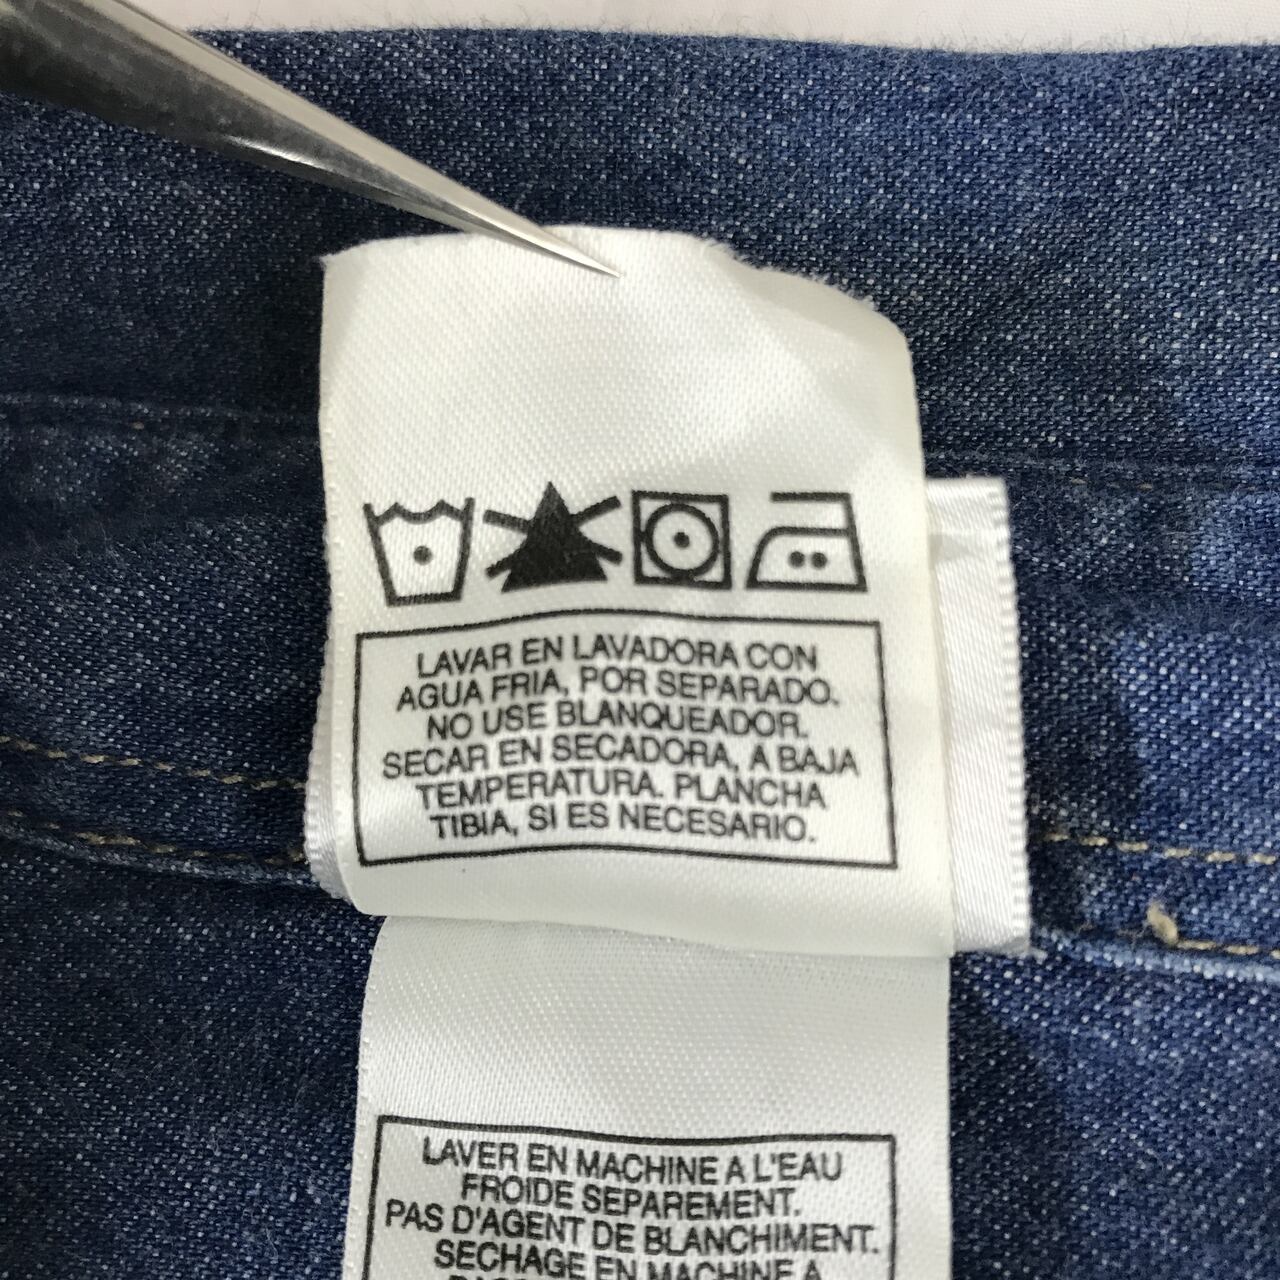 LAVAR EN LAVADORA CON
AGUA FRIA, POR SEPARADO.
NO USE BLANQUEADOR.
SECAR EN SECADORA, A BAJA
TEMPERATURA. PLANCHA
TIBIA, SI ES NECESARIO.
LAVER EN MACHINE A L'EAU
FROIDE SEPAREMENT.
PAS D'AGENT DE BLANCHIMENT.
SECHAGE EN MACHINE A